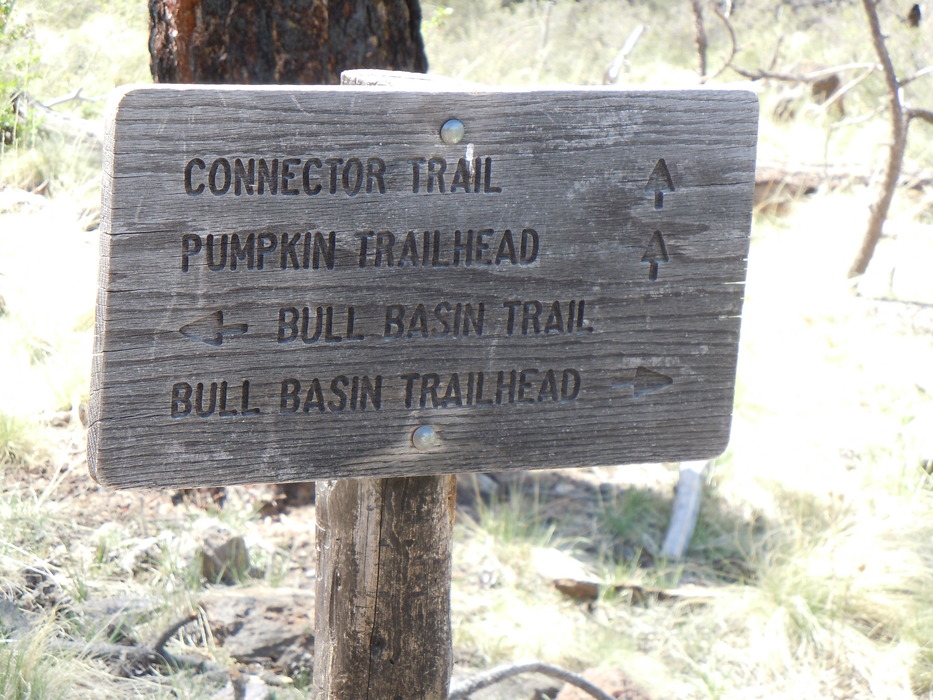 CONNECTOR TRAIL ↑
PUMPKIN TRAILHEAD ↑
← BULL BASIN TRAIL
BULL BASIN TRAILHEAD →